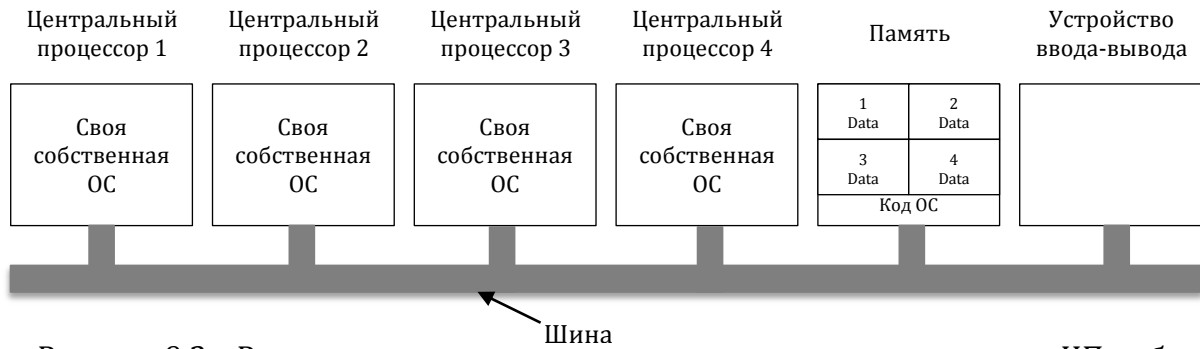 Центральный
процессор 1
Центральный
процессор 2
Центральный
процессор 3
Центральный
процессор 4
Память
Устройство
ввода-вывода
Своя
собственная
ОС
Своя
собственная
ОС
Своя
собственная
ОС
Своя
собственная
ОС
1
Data
2
Data
3
Data
4
Data
Код ОС
Шина